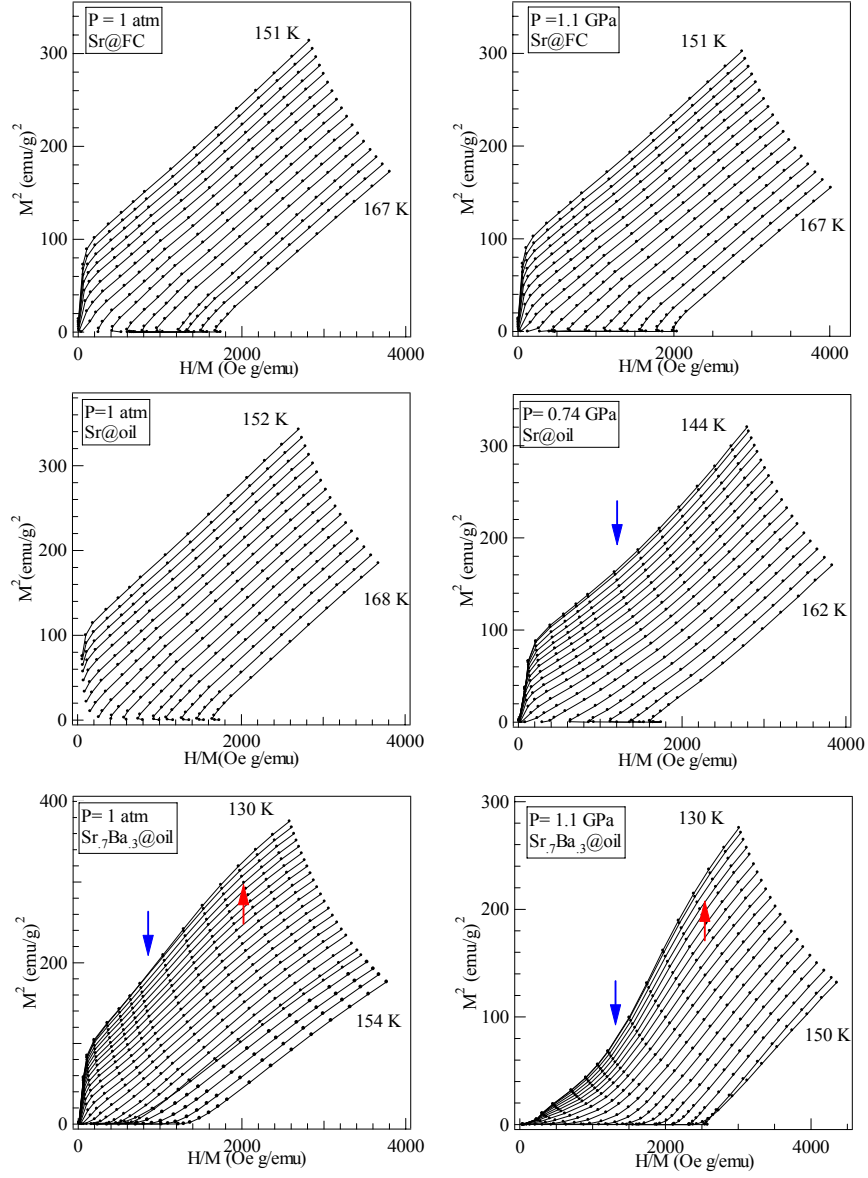 P = 1 atm
Sr@FC
151 K
167 K
300
200
100
0
M² (emu/g)²
0
2000
4000
H/M (Oe g/emu)
P =1.1 GPa
Sr@FC
151 K
167 K
300
200
100
0
M² (emu/g)²
0
2000
4000
H/M (Oe g/emu)
P=1 atm
Sr@oil
152 K
168 K
300
200
100
0
M² (emu/g)²
0
2000
4000
H/M(Oe g/emu)
P= 0.74 GPa
Sr@oil
144 K
162 K
300
200
100
0
M² (emu/g)²
0
2000
4000
H/M (Oe g/emu)
P= 1 atm
Sr.₇Ba.₃@oil
130 K
154 K
400
200
0
M² (emu/g)²
0
2000
4000
H/M (Oe g/emu)
P= 1.1 GPa
Sr.₇Ba.₃@oil
130 K
150 K
300
200
100
0
M² (emu/g)²
0
2000
4000
H/M (Oe g/emu)